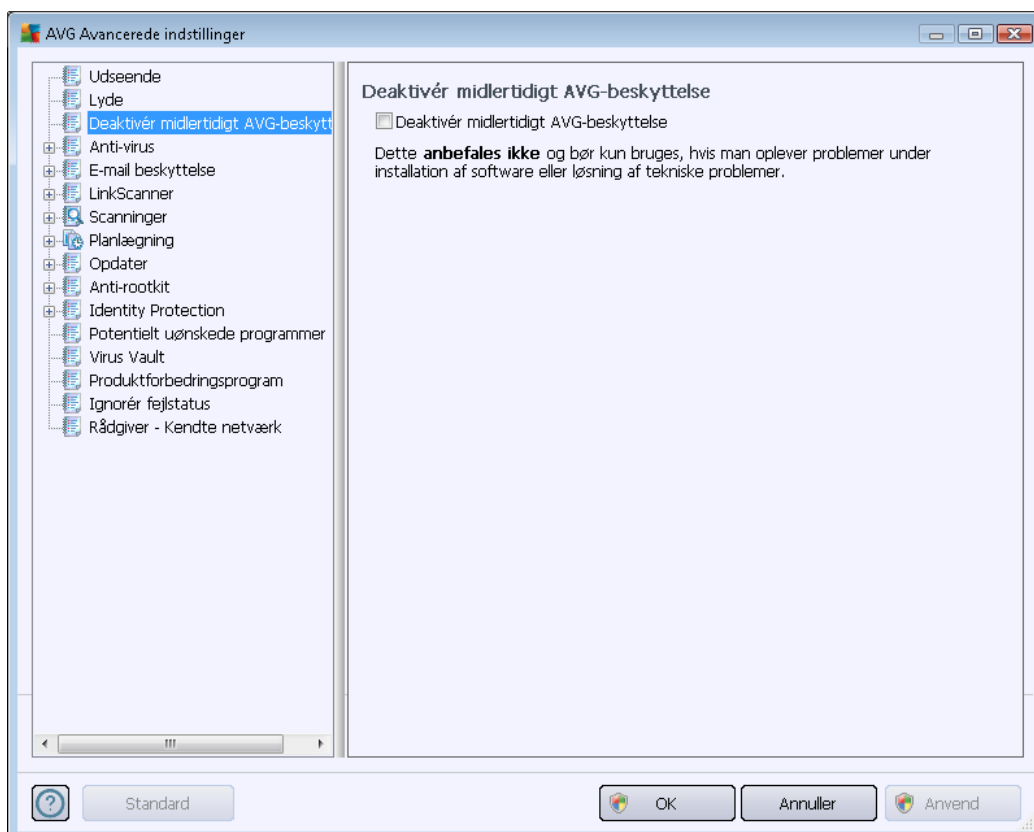 AVG Avancerede indstillinger
Udseende
Lyde
Deaktivér midlertidigt AVG-beskytt
Anti-virus
E-mail beskyttelse
LinkScanner
Scanninger
Planlægning
Opdater
Anti-rootkit
Identity Protection
Potentielt uønskede programmer
Virus Vault
Produktforbedringsprogram
Ignorér fejlstatus
Rådgiver - Kendte netværk
Deaktivér midlertidigt AVG-beskyttelse
Deaktivér midlertidigt AVG-beskyttelse
Dette anbefales ikke og bør kun bruges, hvis man oplever problemer under
installation af software eller løsning af tekniske problemer.
Standard
OK
Annuller
Anvend